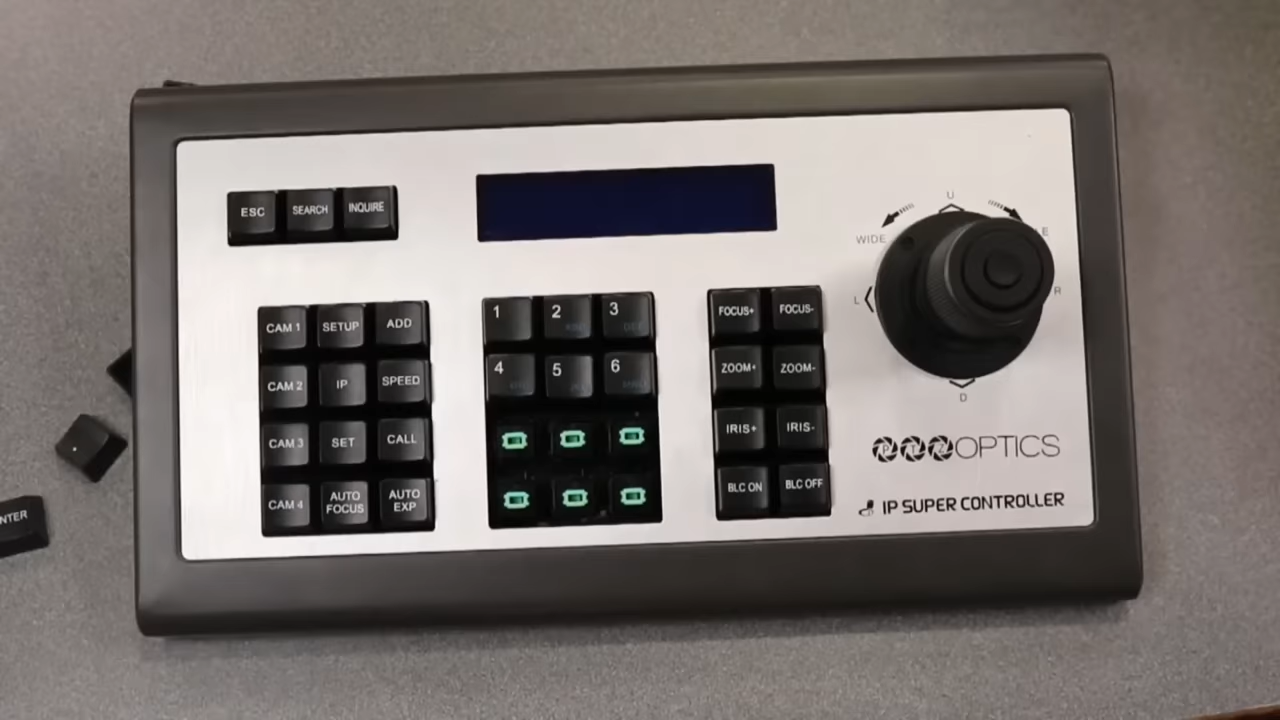 ESC SEARCH INQUIRE
U
WIDE E
L R
D
CAM 1 SETUP ADD
CAM 2 IP SPEED
CAM 3 SET CALL
CAM 4 AUTO FOCUS AUTO EXP
1 2 3
4 5 6
FOCUS+ FOCUS-
ZOOM+ ZOOM-
IRIS+ IRIS-
BLC ON BLC OFF
PTZOPTICS
IP SUPER CONTROLLER
NTER